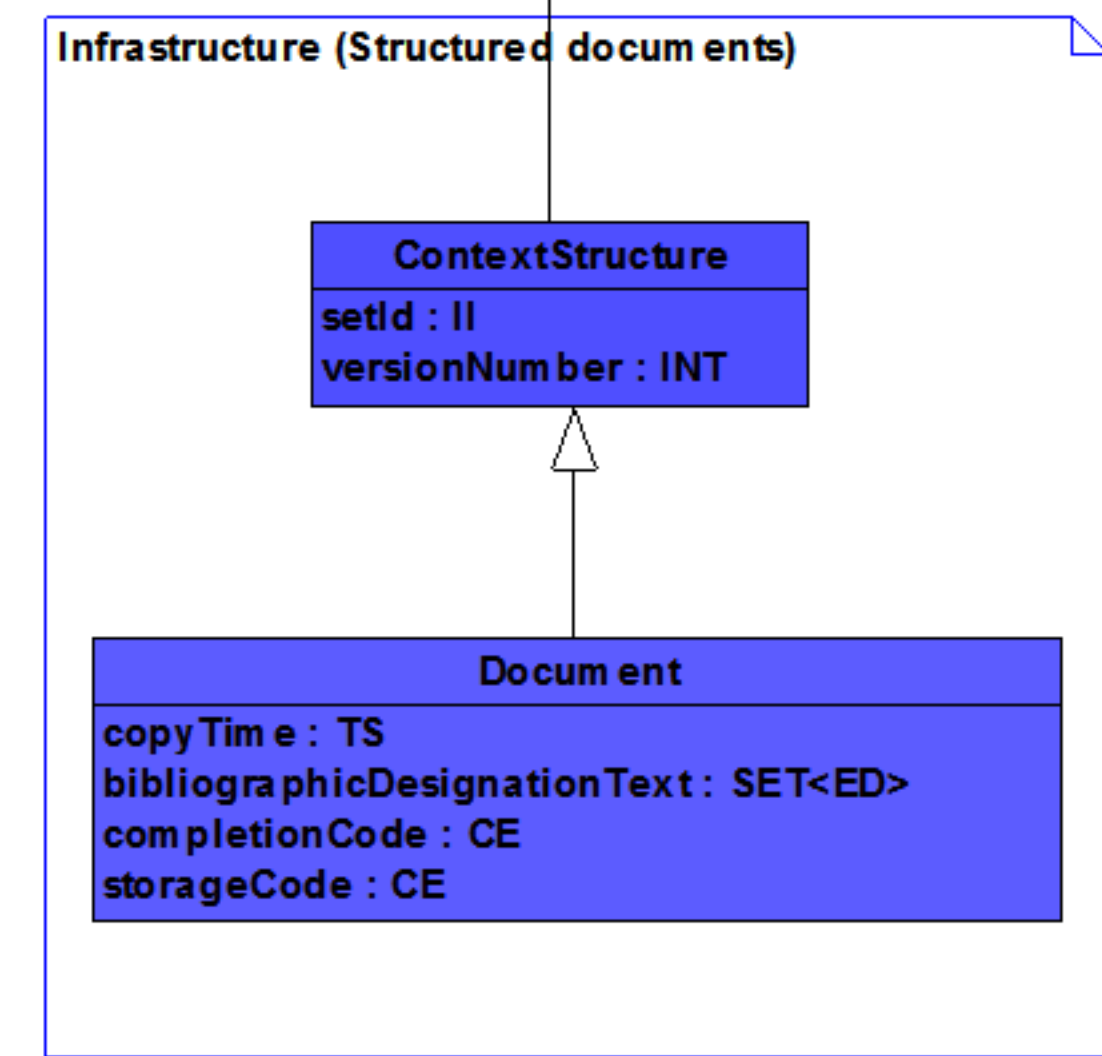 Infrastructure (Structured documents)
ContextStructure
setId : II
versionNumber : INT
Document
copyTime : TS
bibliographicDesignationText : SET<ED>
completionCode : CE
storageCode : CE